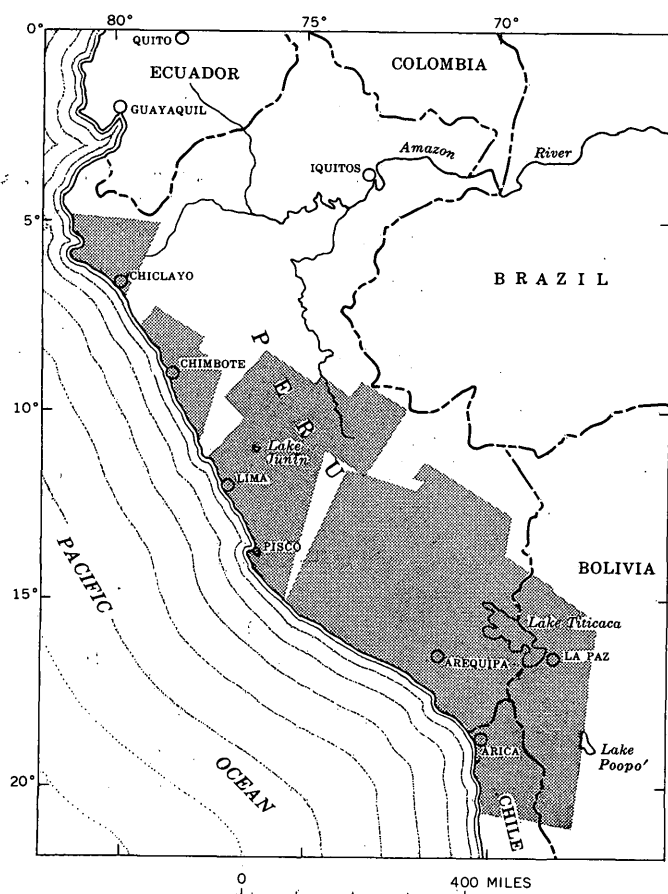 80° 75° 70°
0°
QUITO
ECUADOR
COLOMBIA
GUAYAQUIL
IQUITOS
Amazon River
5°
CHICLAYO
BRAZIL
PERU
CHIMBOTE
10°
Lake
Junin
LIMA
PISCO
PACIFIC
15°
BOLIVIA
Lake Titicaca
AREQUIPA
LA PAZ
ARICA
Lake
Poopo'
20°
OCEAN
CHILE
0 400 MILES